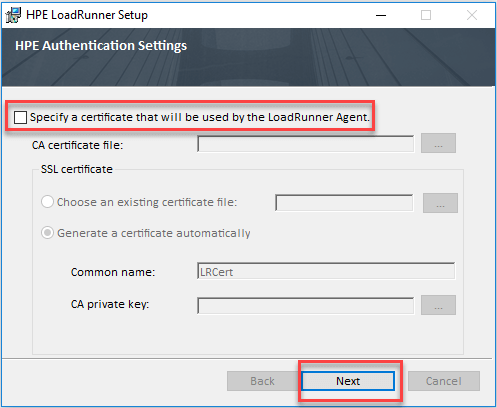 HPE LoadRunner Setup
HPE Authentication Settings
Specify a certificate that will be used by the LoadRunner Agent.
CA certificate file:
...
SSL certificate
Choose an existing certificate file:
...
Generate a certificate automatically
Common name:
LRCert
CA private key:
...
Back
Next
Cancel